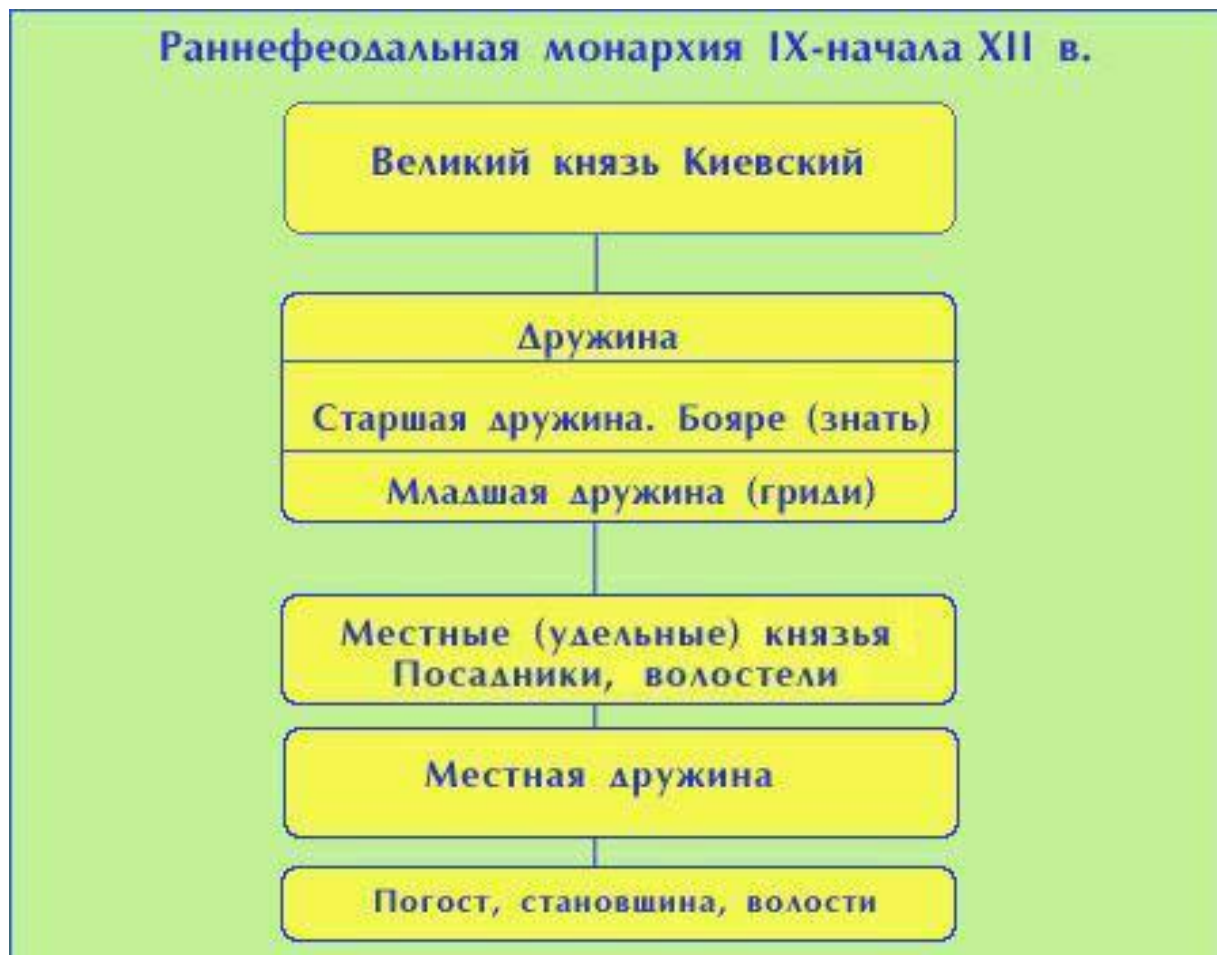 Раннефеодальная монархия IX-начала XII в.
Великий князь Киевский
Дружина
Старшая дружина. Бояре (знать)
Младшая дружина (гриди)
Местные (удельные) князья
Посадники, волостели
Местная дружина
Погост, становшина, волости